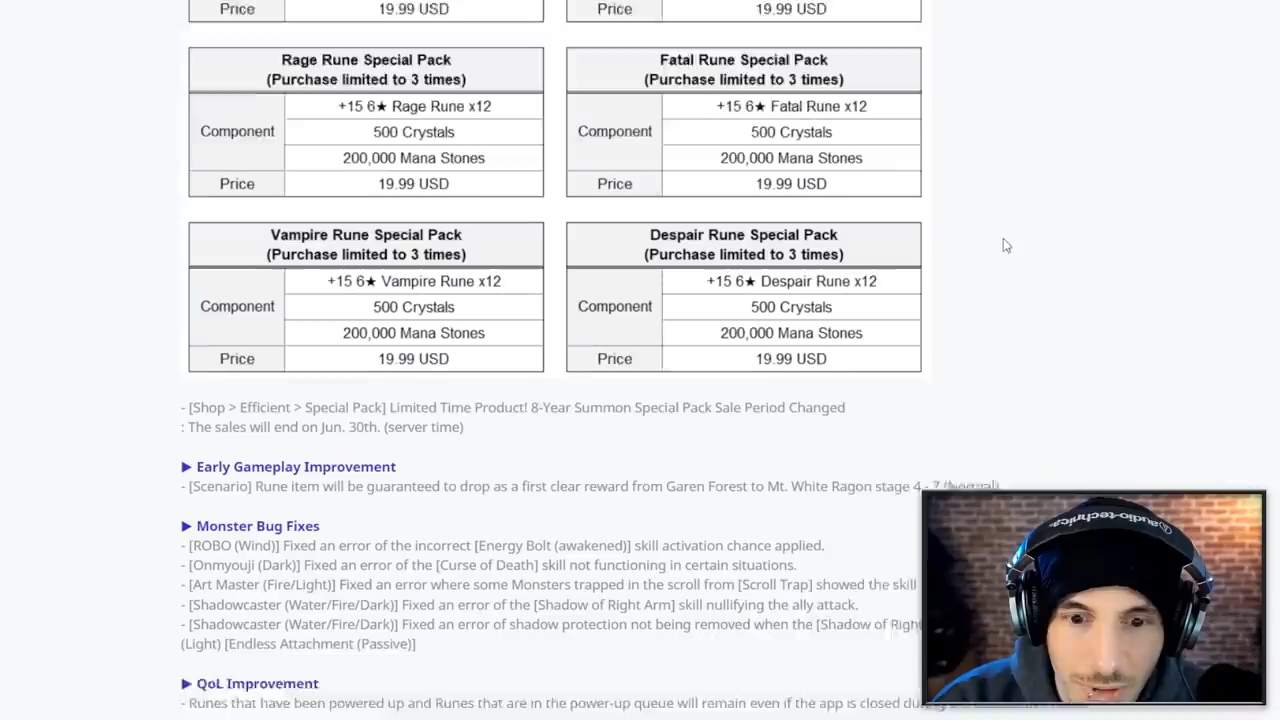 Price 19.99 USD
Price 19.99 USD
Rage Rune Special Pack
(Purchase limited to 3 times)
Component
+15 6★ Rage Rune x12
500 Crystals
200,000 Mana Stones
Price 19.99 USD
Fatal Rune Special Pack
(Purchase limited to 3 times)
Component
+15 6★ Fatal Rune x12
500 Crystals
200,000 Mana Stones
Price 19.99 USD
Vampire Rune Special Pack
(Purchase limited to 3 times)
Component
+15 6★ Vampire Rune x12
500 Crystals
200,000 Mana Stones
Price 19.99 USD
Despair Rune Special Pack
(Purchase limited to 3 times)
Component
+15 6★ Despair Rune x12
500 Crystals
200,000 Mana Stones
Price 19.99 USD
- [Shop > Efficient > Special Pack] Limited Time Product! 8-Year Summon Special Pack Sale Period Changed
: The sales will end on Jun. 30th. (server time)
▶ Early Gameplay Improvement
- [Scenario] Rune item will be guaranteed to drop as a first clear reward from Garen Forest to Mt. White Ragon stage 4 - 7 (Normal)
▶ Monster Bug Fixes
- [ROBO (Wind)] Fixed an error of the incorrect [Energy Bolt (awakened)] skill activation chance applied.
- [Onmyouji (Dark)] Fixed an error of the [Curse of Death] skill not functioning in certain situations.
- [Art Master (Fire/Light)] Fixed an error where some Monsters trapped in the scroll from [Scroll Trap] showed the skill
- [Shadowcaster (Water/Fire/Dark)] Fixed an error of the [Shadow of Right Arm] skill nullifying the ally attack.
- [Shadowcaster (Water/Fire/Dark)] Fixed an error of shadow protection not being removed when the [Shadow of Right
(Light) [Endless Attachment (Passive)]
▶ QoL Improvement
- Runes that have been powered up and Runes that are in the power-up queue will remain even if the app is closed
audio-technica